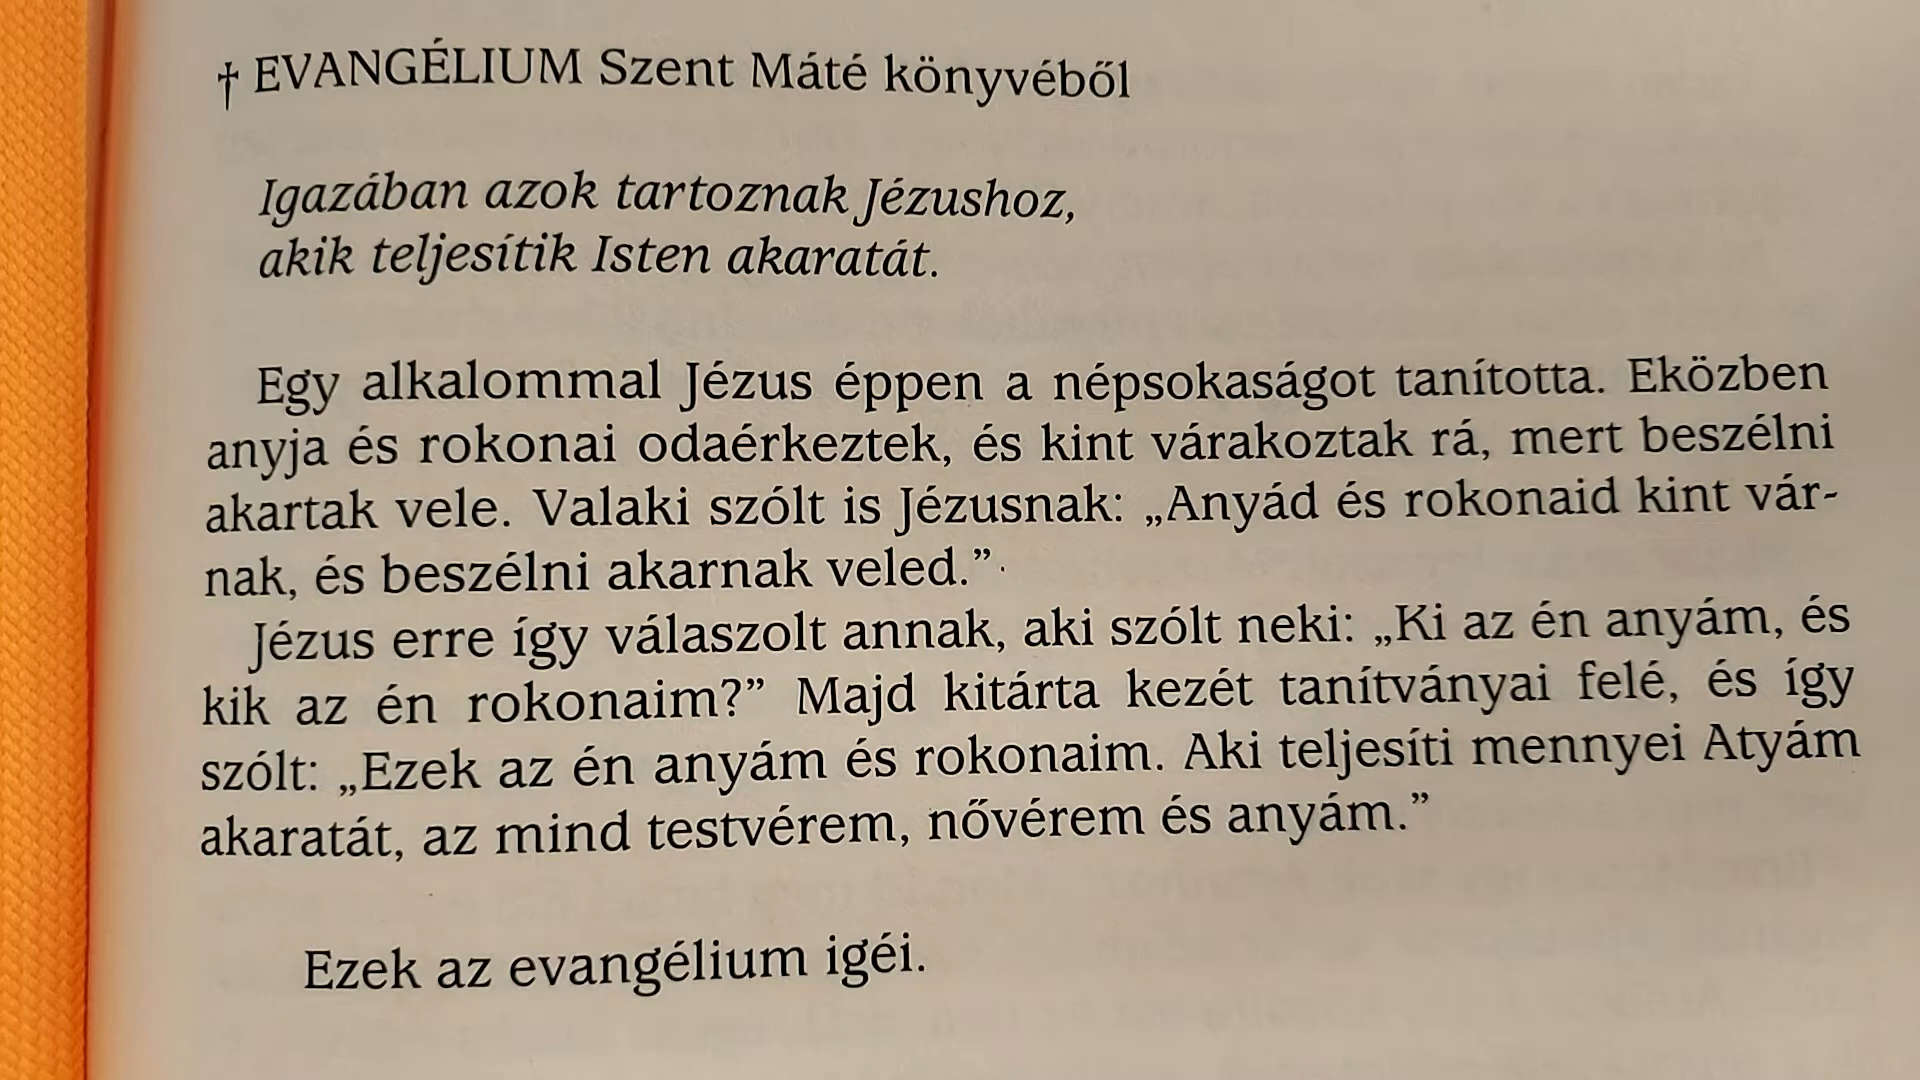 † EVANGÉLIUM Szent Máté könyvéből
Igazában azok tartoznak Jézushoz,
akik teljesítik Isten akaratát.
Egy alkalommal Jézus éppen a népsokaságot tanította. Eközben
anyja és rokonai odaérkeztek, és kint várakoztak rá, mert beszélni
akartak vele. Valaki szólt is Jézusnak: „Anyád és rokonaid kint vár-
nak, és beszélni akarnak veled.”
Jézus erre így válaszolt annak, aki szólt neki: „Ki az én anyám, és
kik az én rokonaim?” Majd kitárta kezét tanítványai felé, és így
szólt: „Ezek az én anyám és rokonaim. Aki teljesíti mennyei Atyám
akaratát, az mind testvérem, nővérem és anyám.”
Ezek az evangélium igéi.